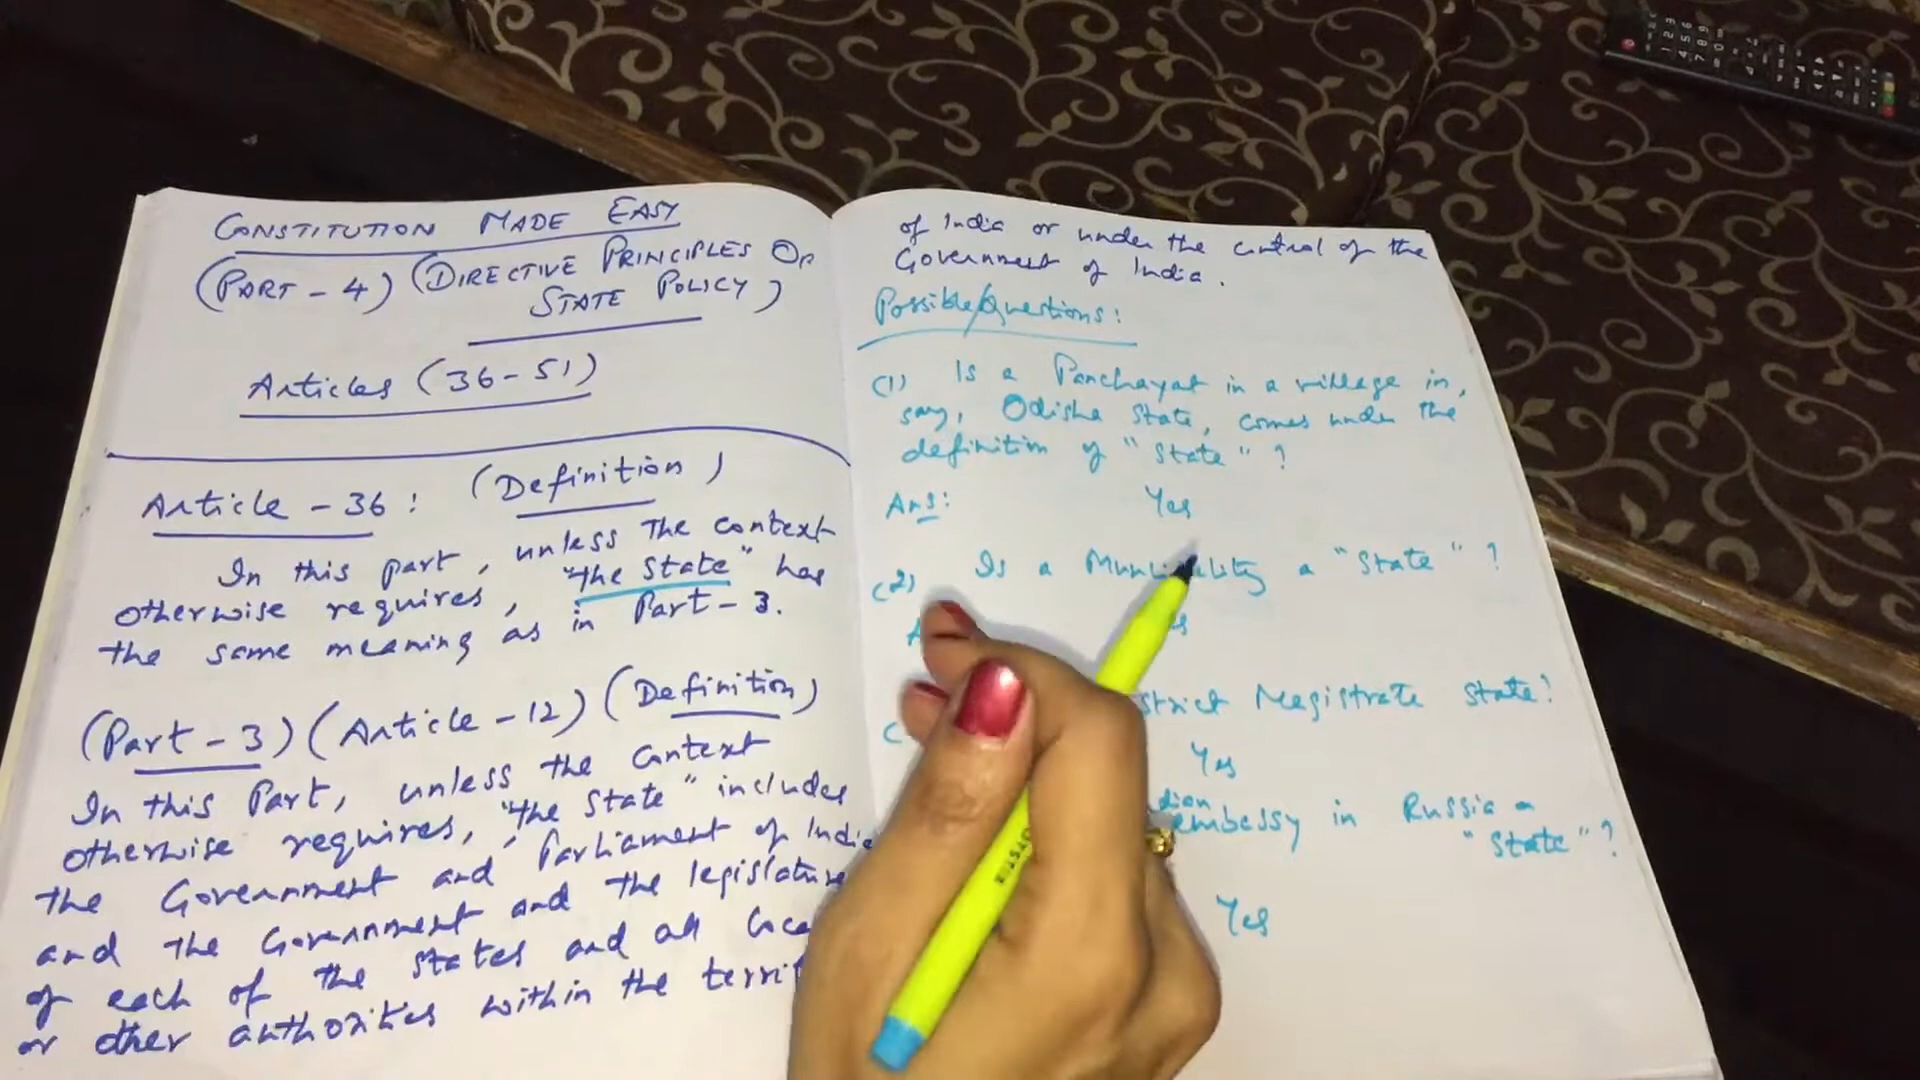 CONSTITUTION MADE EASY
(PART - 4) (DIRECTIVE PRINCIPLES OF
STATE POLICY)
Articles (36-51)
Article - 36 : (Definition)
In this part, unless the context
otherwise requires, "the State" has
the same meaning as in Part - 3.
(Part - 3) (Article - 12) (Definition)
In this Part, unless the context
otherwise requires, "the State" includes
the Government and Parliament of India
and the Government and the legislature
of each of the states and all
or other authorities within the
of India or under the control of the
Government of India.
Possible/Questions:
(1) Is a Panchayat in a village in,
say, Odisha State, comes under the
definition of "State" ?
Ans: Yes
(2) Is a Municipality a "State" ?
Magistrate State?
Yes
embessy in Russia a
"State" ?
Yes